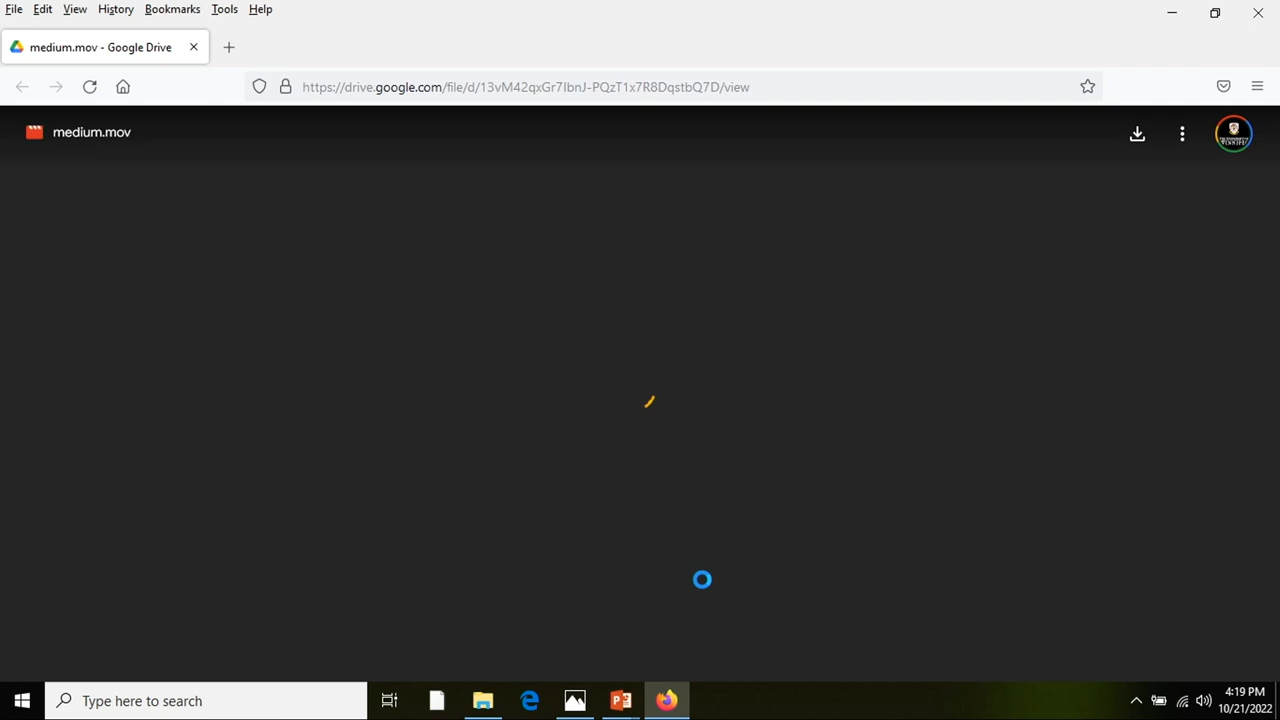 File Edit View History Bookmarks Tools Help
medium.mov - Google Drive
https://drive.google.com/file/d/13vM42qxGr7IbnJ-PQzT1x7R8DqstbQ7D/view
medium.mov
Type here to search
4:19 PM
10/21/2022